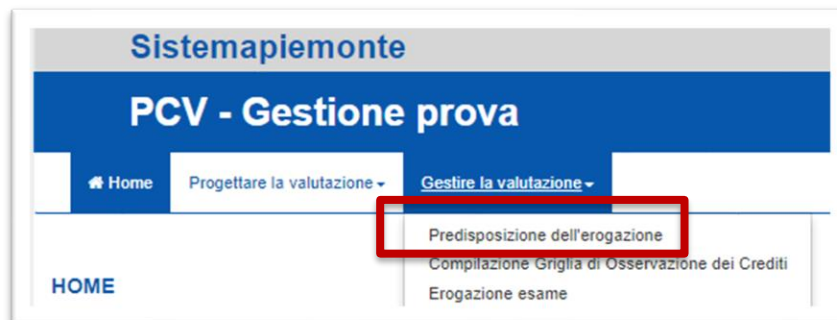 Sistemapiemonte
PCV - Gestione prova
Home Progettare la valutazione Gestire la valutazione
Predisposizione dell'erogazione
Compilazione Griglia di Osservazione dei Crediti
HOME
Erogazione esame